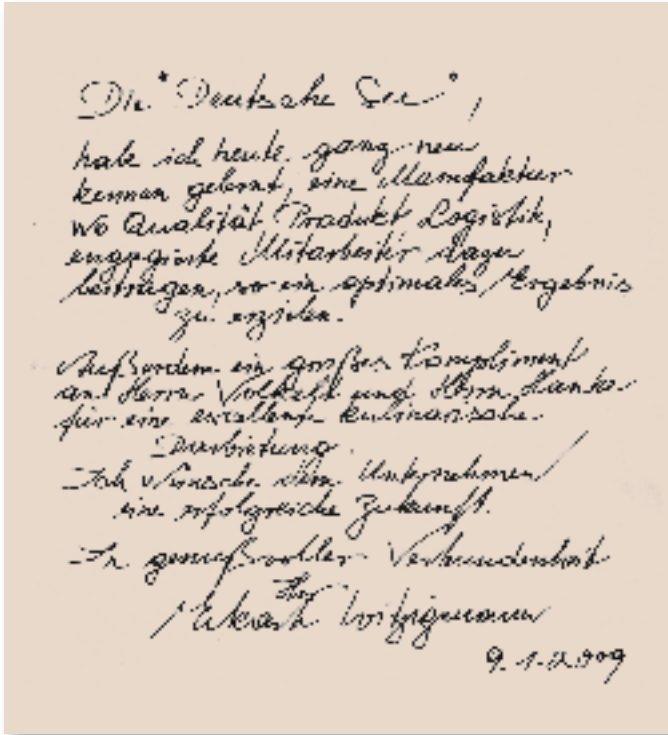 Die "Deutsche See",
habe ich heute ganz neu
kennen gelernt, eine Manufaktur
wo Qualität Produkt Logistik,
engagierte Mitarbeiter dazu
beitragen, so ein optimales Ergebnis
zu erzielen.
Außerdem ein großes Kompliment
an Herrn und Herrn
für eine exzellente kulinarische
Darbietung.
Ich wünsche dem Unternehmen
eine erfolgreiche Zukunft.
In genußvoller Verbundenheit
Ihr
Eckart Witzigmann
9.1.2009